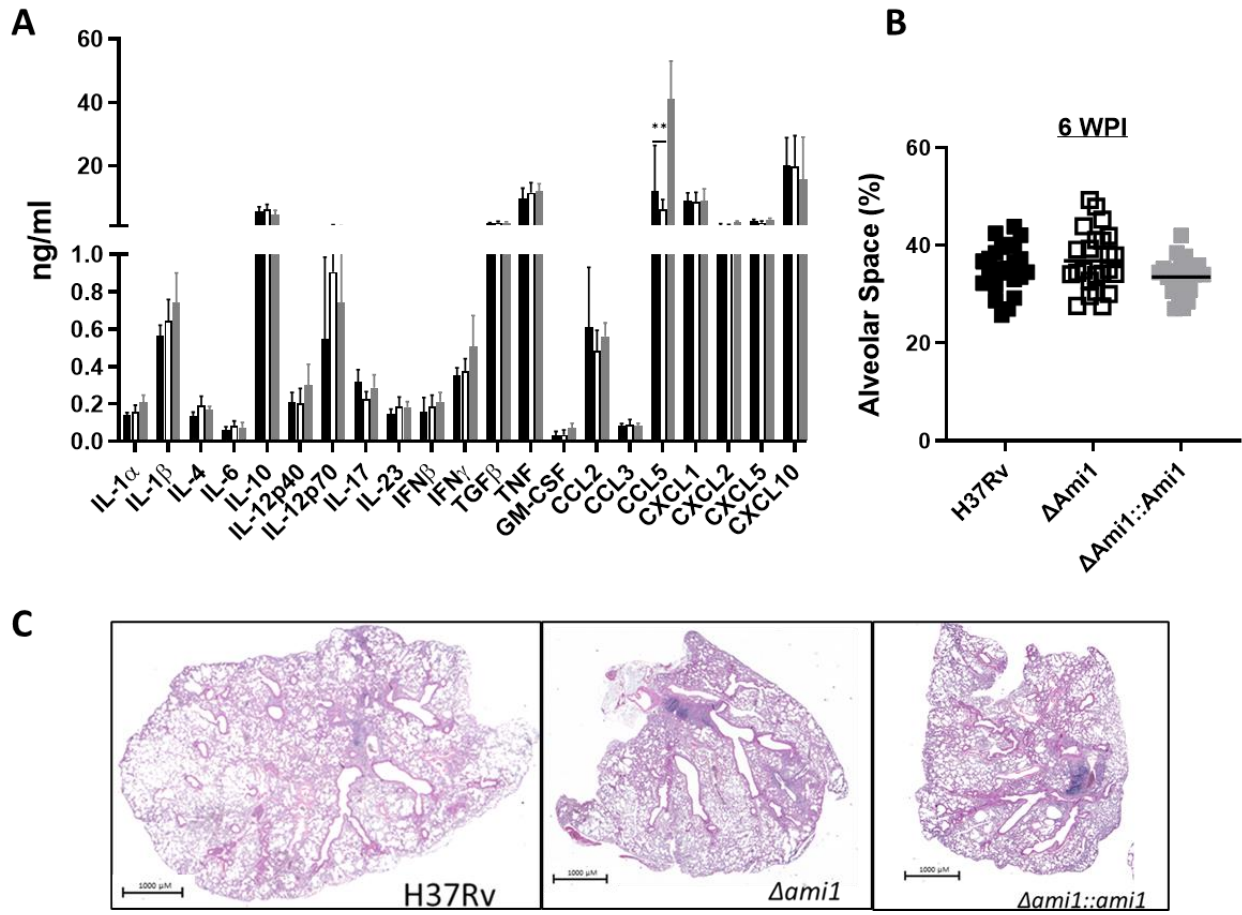 A
B
60
40
20
1.0
0.8
0.6
0.4
0.2
0.0
ng/ml
**
IL-1α
IL-1β
IL-4
IL-6
IL-10
IL-12p40
IL-12p70
IL-17
IL-23
IFNβ
IFNγ
TGFβ
TNF
GM-CSF
CCL2
CCL3
CCL5
CXCL1
CXCL2
CXCL5
CXCL10
6 WPI
60
40
20
0
Alveolar Space (%)
H37Rv
ΔAmi1
ΔAmi1::Ami1
C
1000 µM
H37Rv
1000 µM
Δami1
1000 µM
Δami1::ami1